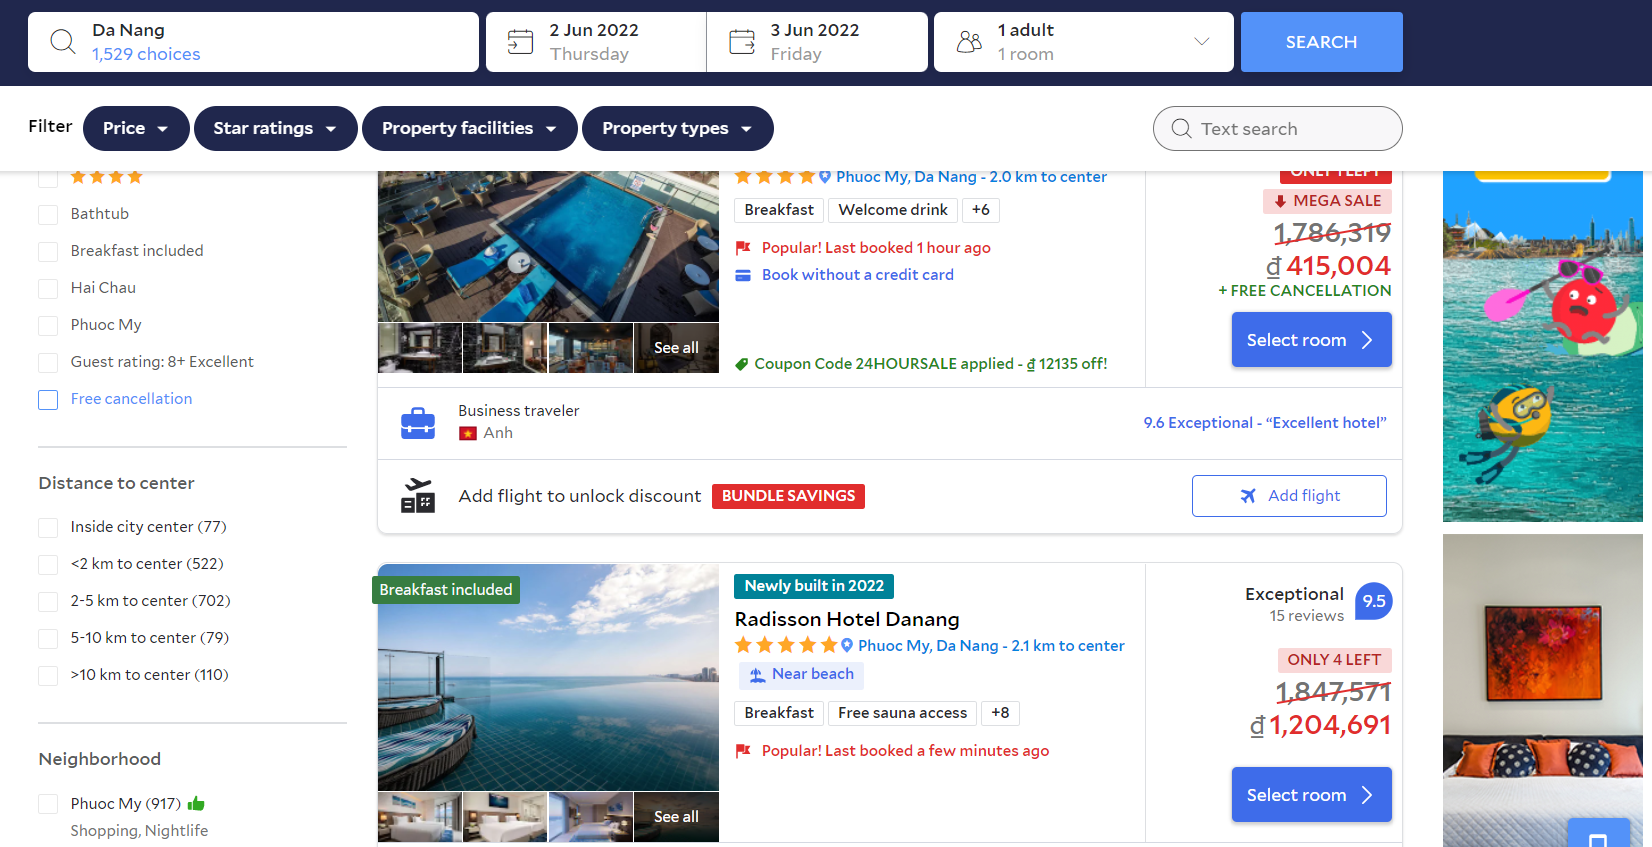 Da Nang
1,529 choices
2 Jun 2022
Thursday
3 Jun 2022
Friday
1 adult
1 room
SEARCH
Filter
Price
Star ratings
Property facilities
Property types
Text search
Bathtub
Breakfast included
Hai Chau
Phuoc My
Guest rating: 8+ Excellent
Free cancellation
Distance to center
Inside city center (77)
<2 km to center (522)
2-5 km to center (702)
5-10 km to center (79)
>10 km to center (110)
Neighborhood
Phuoc My (917)
Shopping, Nightlife
See all
Phuoc My, Da Nang - 2.0 km to center
Breakfast
Welcome drink
+6
Popular! Last booked 1 hour ago
Book without a credit card
Coupon Code 24HOURSALE applied - ₫ 12135 off!
ONLY 1 LEFT
MEGA SALE
1,786,319
₫ 415,004
+ FREE CANCELLATION
Select room
Business traveler
Anh
9.6 Exceptional - “Excellent hotel”
Add flight to unlock discount
BUNDLE SAVINGS
Add flight
Breakfast included
See all
Newly built in 2022
Radisson Hotel Danang
Phuoc My, Da Nang - 2.1 km to center
Near beach
Breakfast
Free sauna access
+8
Popular! Last booked a few minutes ago
Exceptional
15 reviews
9.5
ONLY 4 LEFT
1,847,571
₫ 1,204,691
Select room